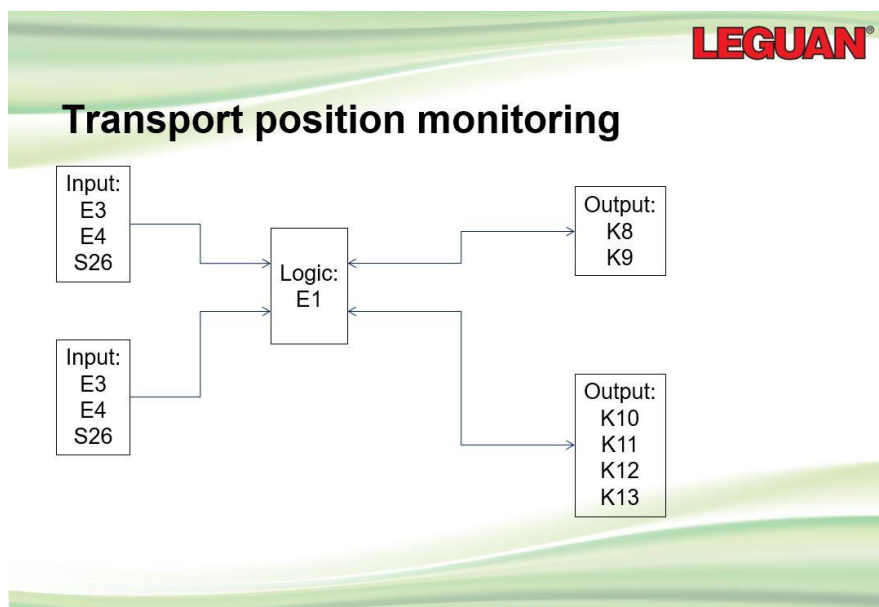 LEGUAN®
Transport position monitoring
Input:
E3
E4
S26
Input:
E3
E4
S26
Logic:
E1
Output:
K8
K9
Output:
K10
K11
K12
K13